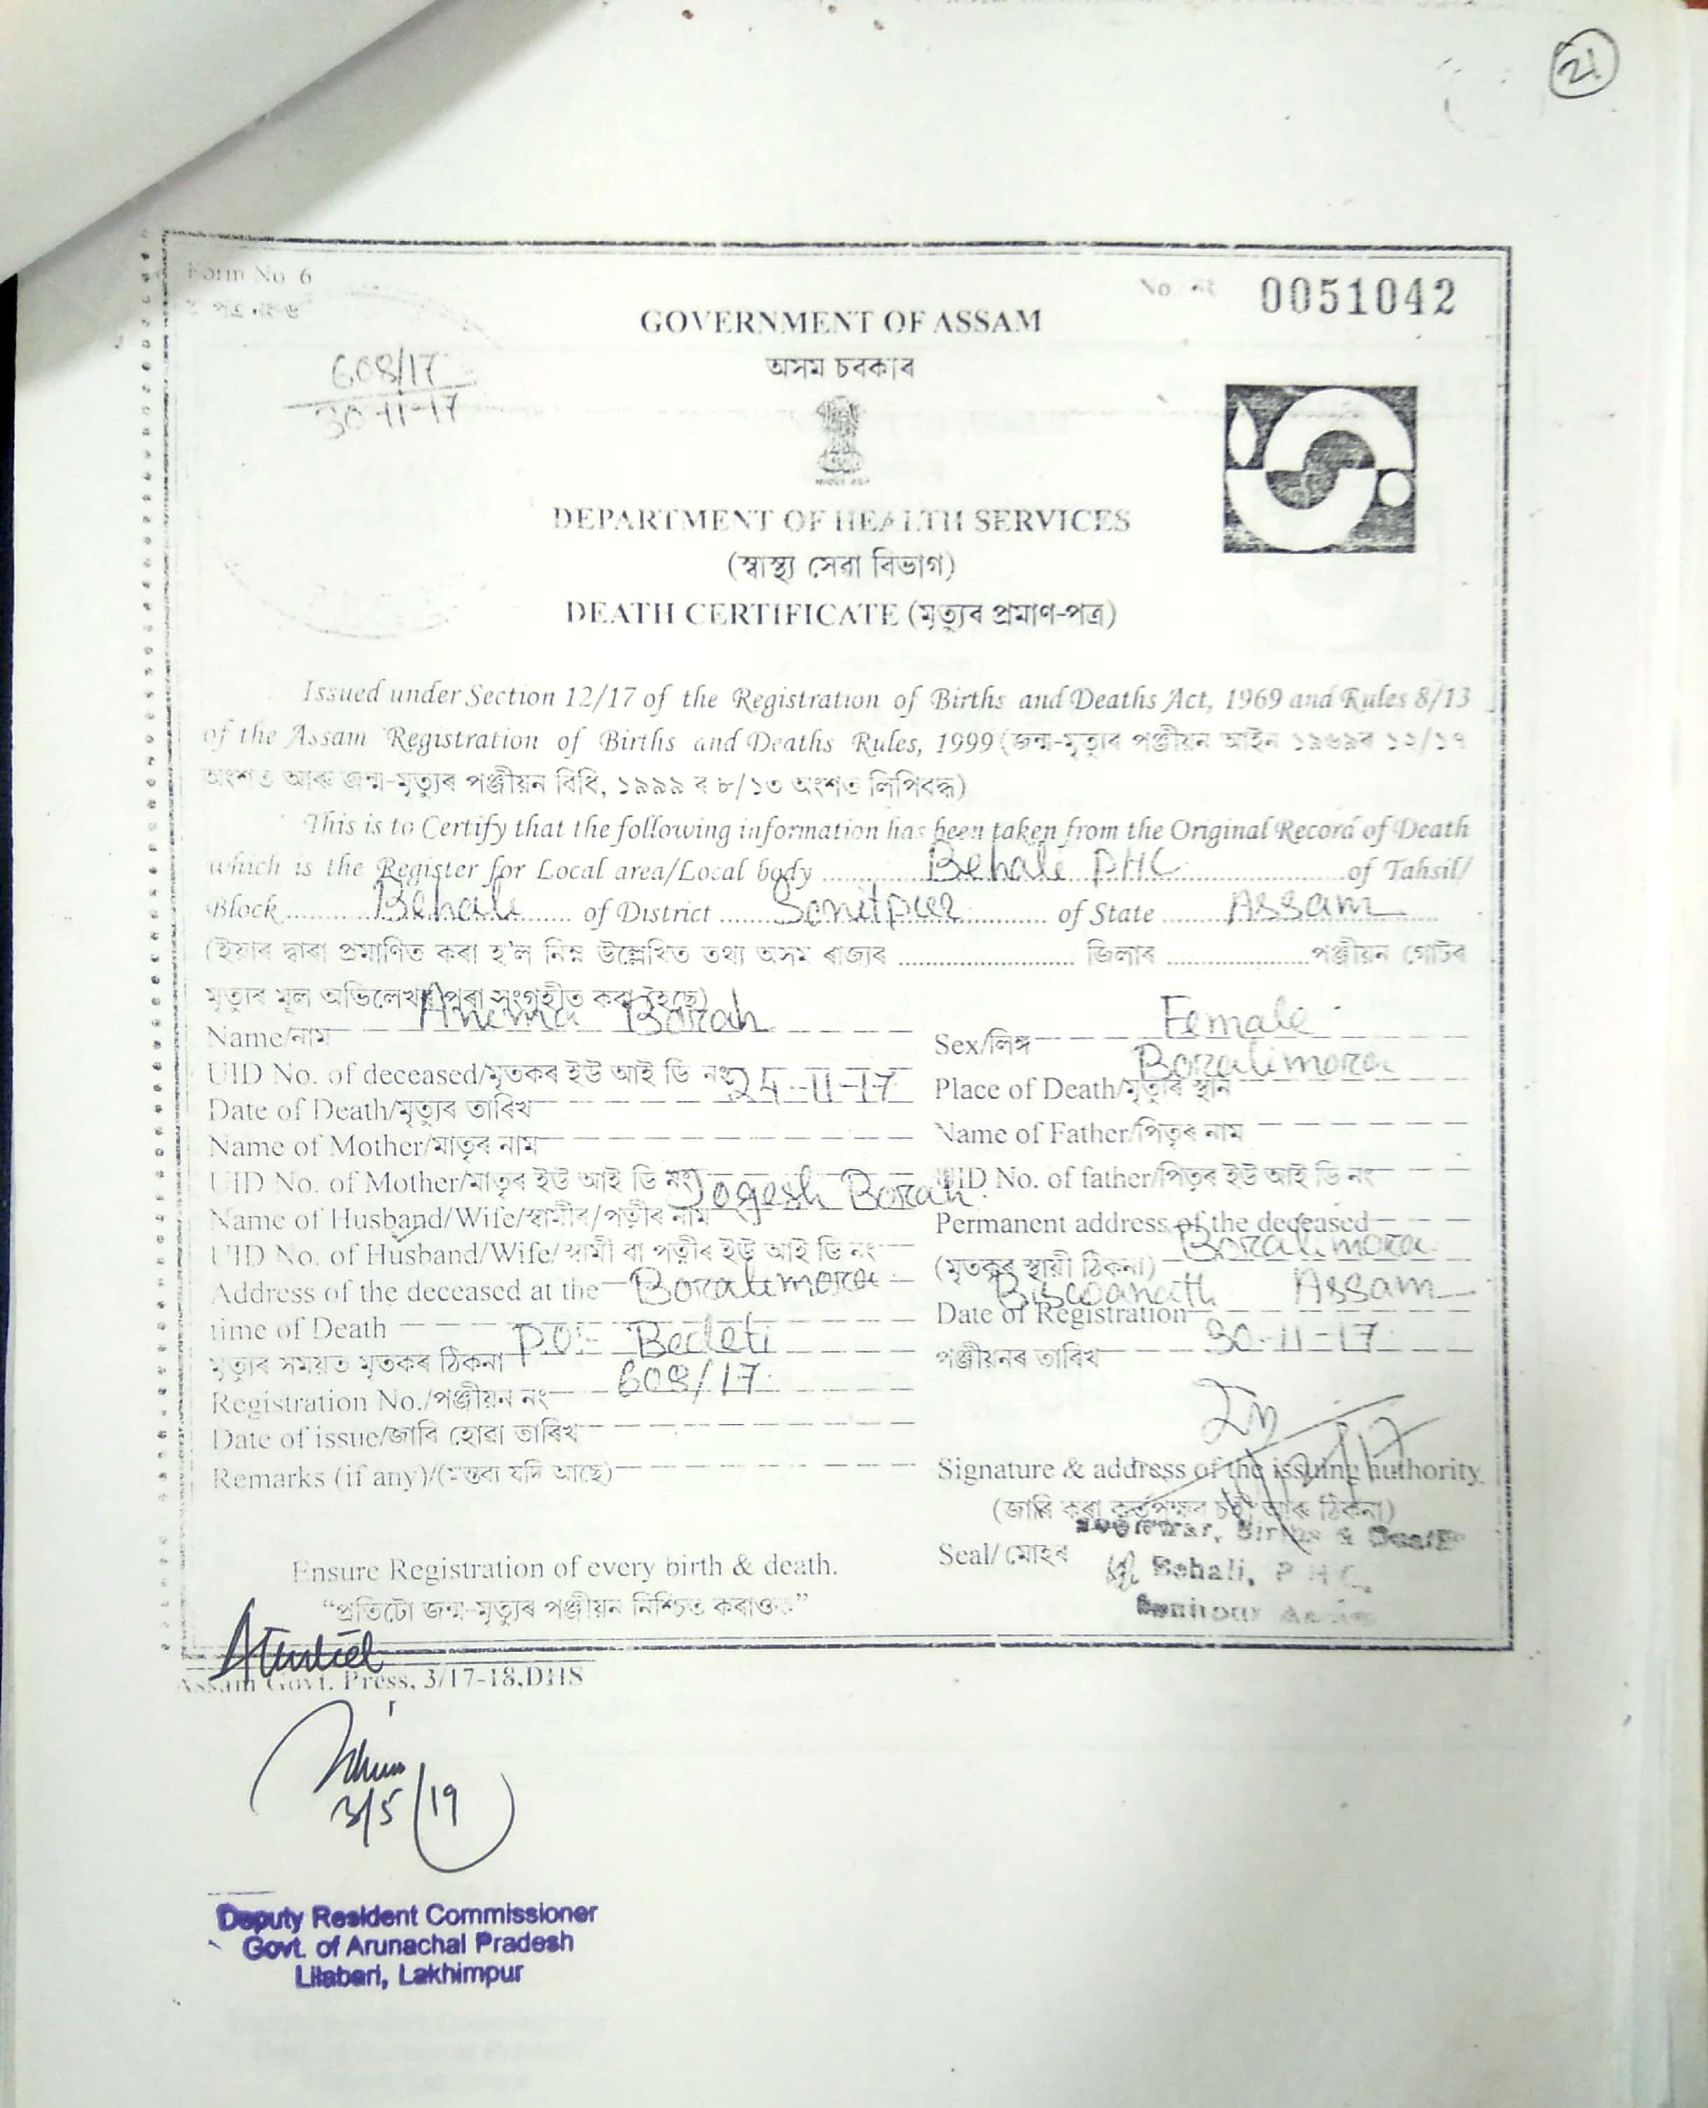 21
Form No 6
No. নং 0051042
প্ৰ পত্ৰ নং ৬
GOVERNMENT OF ASSAM
অসম চৰকাৰ
608/17
30-11-17
DEPARTMENT OF HEALTH SERVICES
(স্বাস্থ্য সেৱা বিভাগ)
DEATH CERTIFICATE (মৃত্যুৰ প্ৰমাণ-পত্ৰ)
Issued under Section 12/17 of the Registration of Births and Deaths Act, 1969 and Rules 8/13
of the Assam Registration of Births and Deaths Rules, 1999 (জন্ম-মৃত্যুৰ পঞ্জীয়ন আইন ১৯৬৯ৰ ১২/১৭
অংশত আৰু জন্ম-মৃত্যুৰ পঞ্জীয়ন বিধি, ১৯৯৯ ৰ ৮/১৩ অংশত লিপিবদ্ধ)
This is to Certify that the following information has been taken from the Original Record of Death
which is the Register for Local area/Local body Behali PHC of Tahsil/
Block Behali of District Sonitpur of State Assam
(ইয়াৰ দ্বাৰা প্ৰমাণিত কৰা হ'ল নিম্ন উল্লেখিত তথ্য অসম ৰাজ্যৰ জিলাৰ পঞ্জীয়ন গোটৰ
মৃত্যুৰ মূল অভিলেখৰ পৰা সংগৃহীত কৰা হৈছে)
Name/নাম Anema Borah
Sex/লিঙ্গ Female
UID No. of deceased/মৃতকৰ ইউ আই ডি নং
Place of Death/মৃত্যুৰ স্থান Boralimora
Date of Death/মৃত্যুৰ তাৰিখ 25-11-17
Name of Mother/মাতৃৰ নাম
Name of Father/পিতৃৰ নাম
UID No. of Mother/মাতৃৰ ইউ আই ডি নং
UID No. of father/পিতৃৰ ইউ আই ডি নং
Name of Husband/Wife/স্বামীৰ/পত্নীৰ নাম Jogesh Borah
Permanent address of the deceased Boralimora
UID No. of Husband/Wife/স্বামী বা পত্নীৰ ইউ আই ডি নং
(মৃতকৰ স্থায়ী ঠিকনা) Biswanath Assam
Address of the deceased at the Boralimora
Date of Registration 30-11-17
time of Death P.O:- Bedeti
পঞ্জীয়নৰ তাৰিখ
মৃত্যুৰ সময়ত মৃতকৰ ঠিকনা
Registration No./পঞ্জীয়ন নং 608/17
Date of issue/জাৰি হোৱা তাৰিখ
Remarks (if any)/(মন্তব্য যদি আছে)
Signature & address of the issuing authority
(জাৰি কৰা কৰ্তৃপক্ষৰ চহী আৰু ঠিকনা)
Registrar, Births & Death
Seal/মোহৰ
Behali, P H C,
Sonitpur Assam
Ensure Registration of every birth & death.
“প্ৰতিটো জন্ম-মৃত্যুৰ পঞ্জীয়ন নিশ্চিত কৰাওক”
Assam Govt. Press, 3/17-18,DHS
3/5/19
Deputy Resident Commissioner
Govt. of Arunachal Pradesh
Lilabari, Lakhimpur